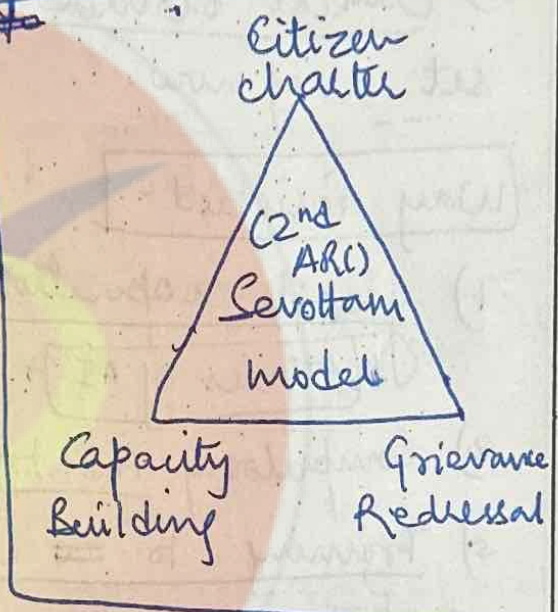 Citizen
Charter
(2nd
ARC)
Sevottam
model
Capacity
Building
Grievance
Redressal